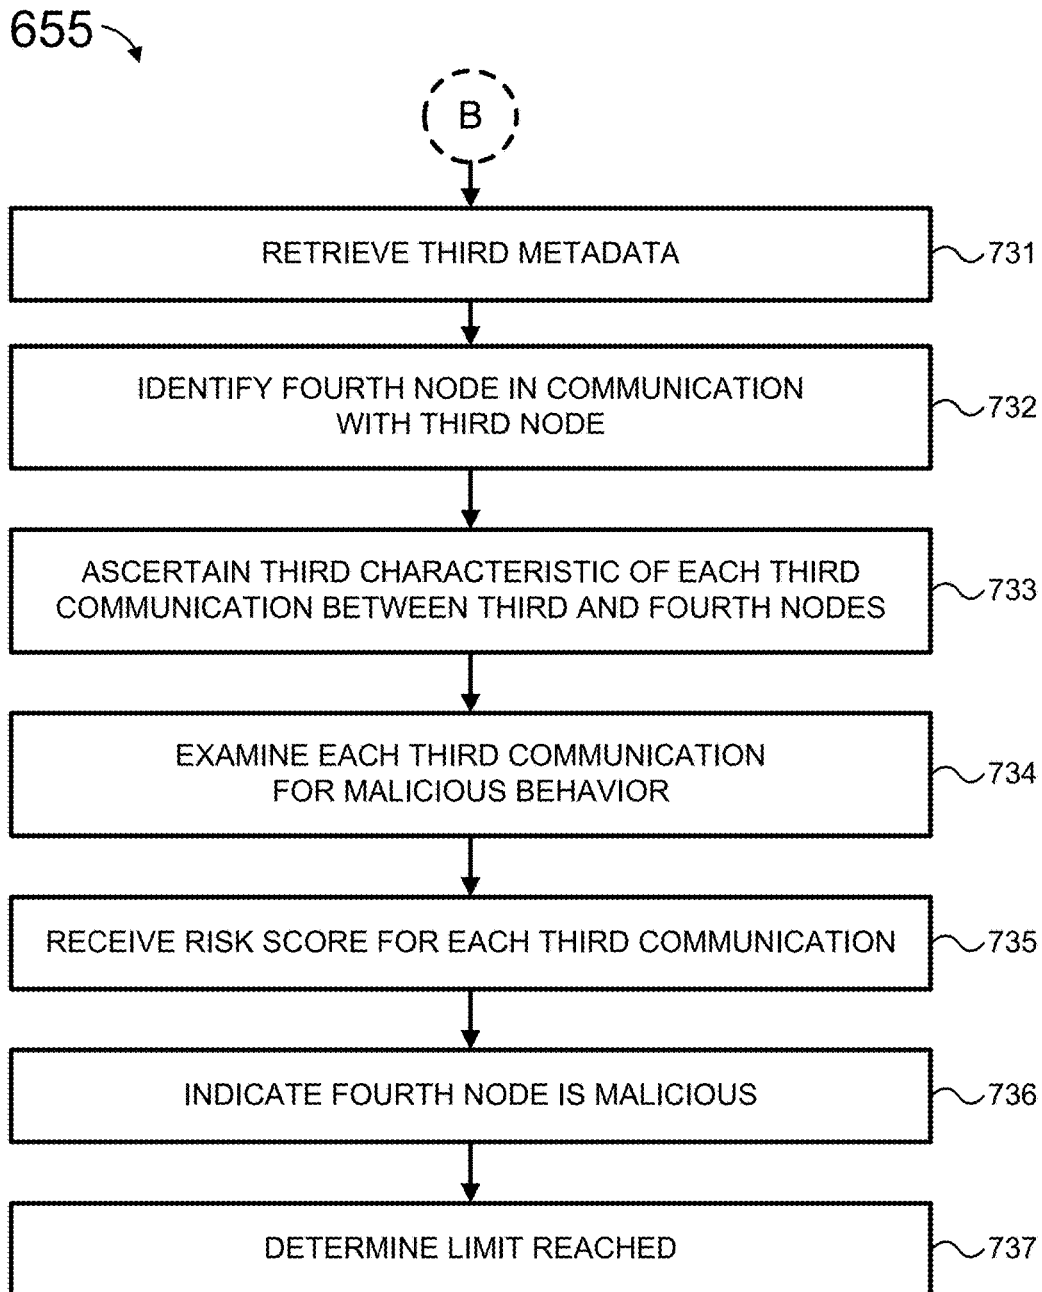 655
B
RETRIEVE THIRD METADATA
731
IDENTIFY FOURTH NODE IN COMMUNICATION
WITH THIRD NODE
732
ASCERTAIN THIRD CHARACTERISTIC OF EACH THIRD
COMMUNICATION BETWEEN THIRD AND FOURTH NODES
733
EXAMINE EACH THIRD COMMUNICATION
FOR MALICIOUS BEHAVIOR
734
RECEIVE RISK SCORE FOR EACH THIRD COMMUNICATION
735
INDICATE FOURTH NODE IS MALICIOUS
736
DETERMINE LIMIT REACHED
737